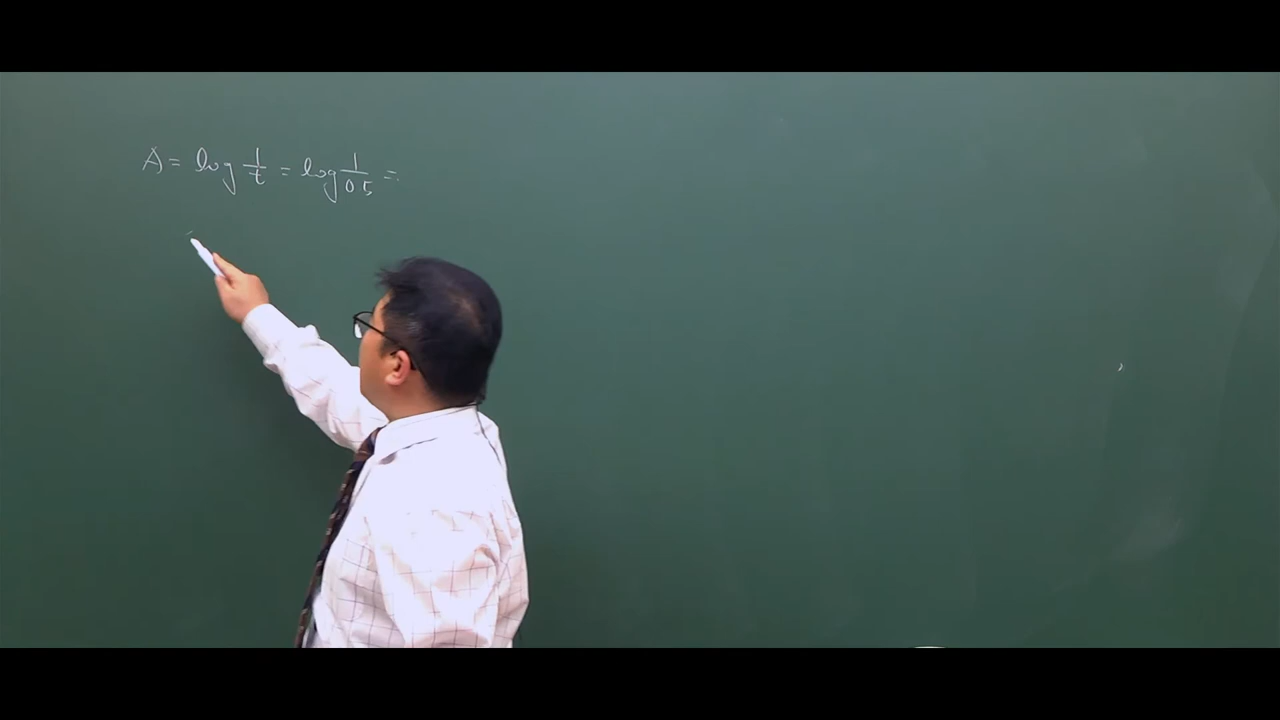 A = log 1/t = log 1/0.5 =